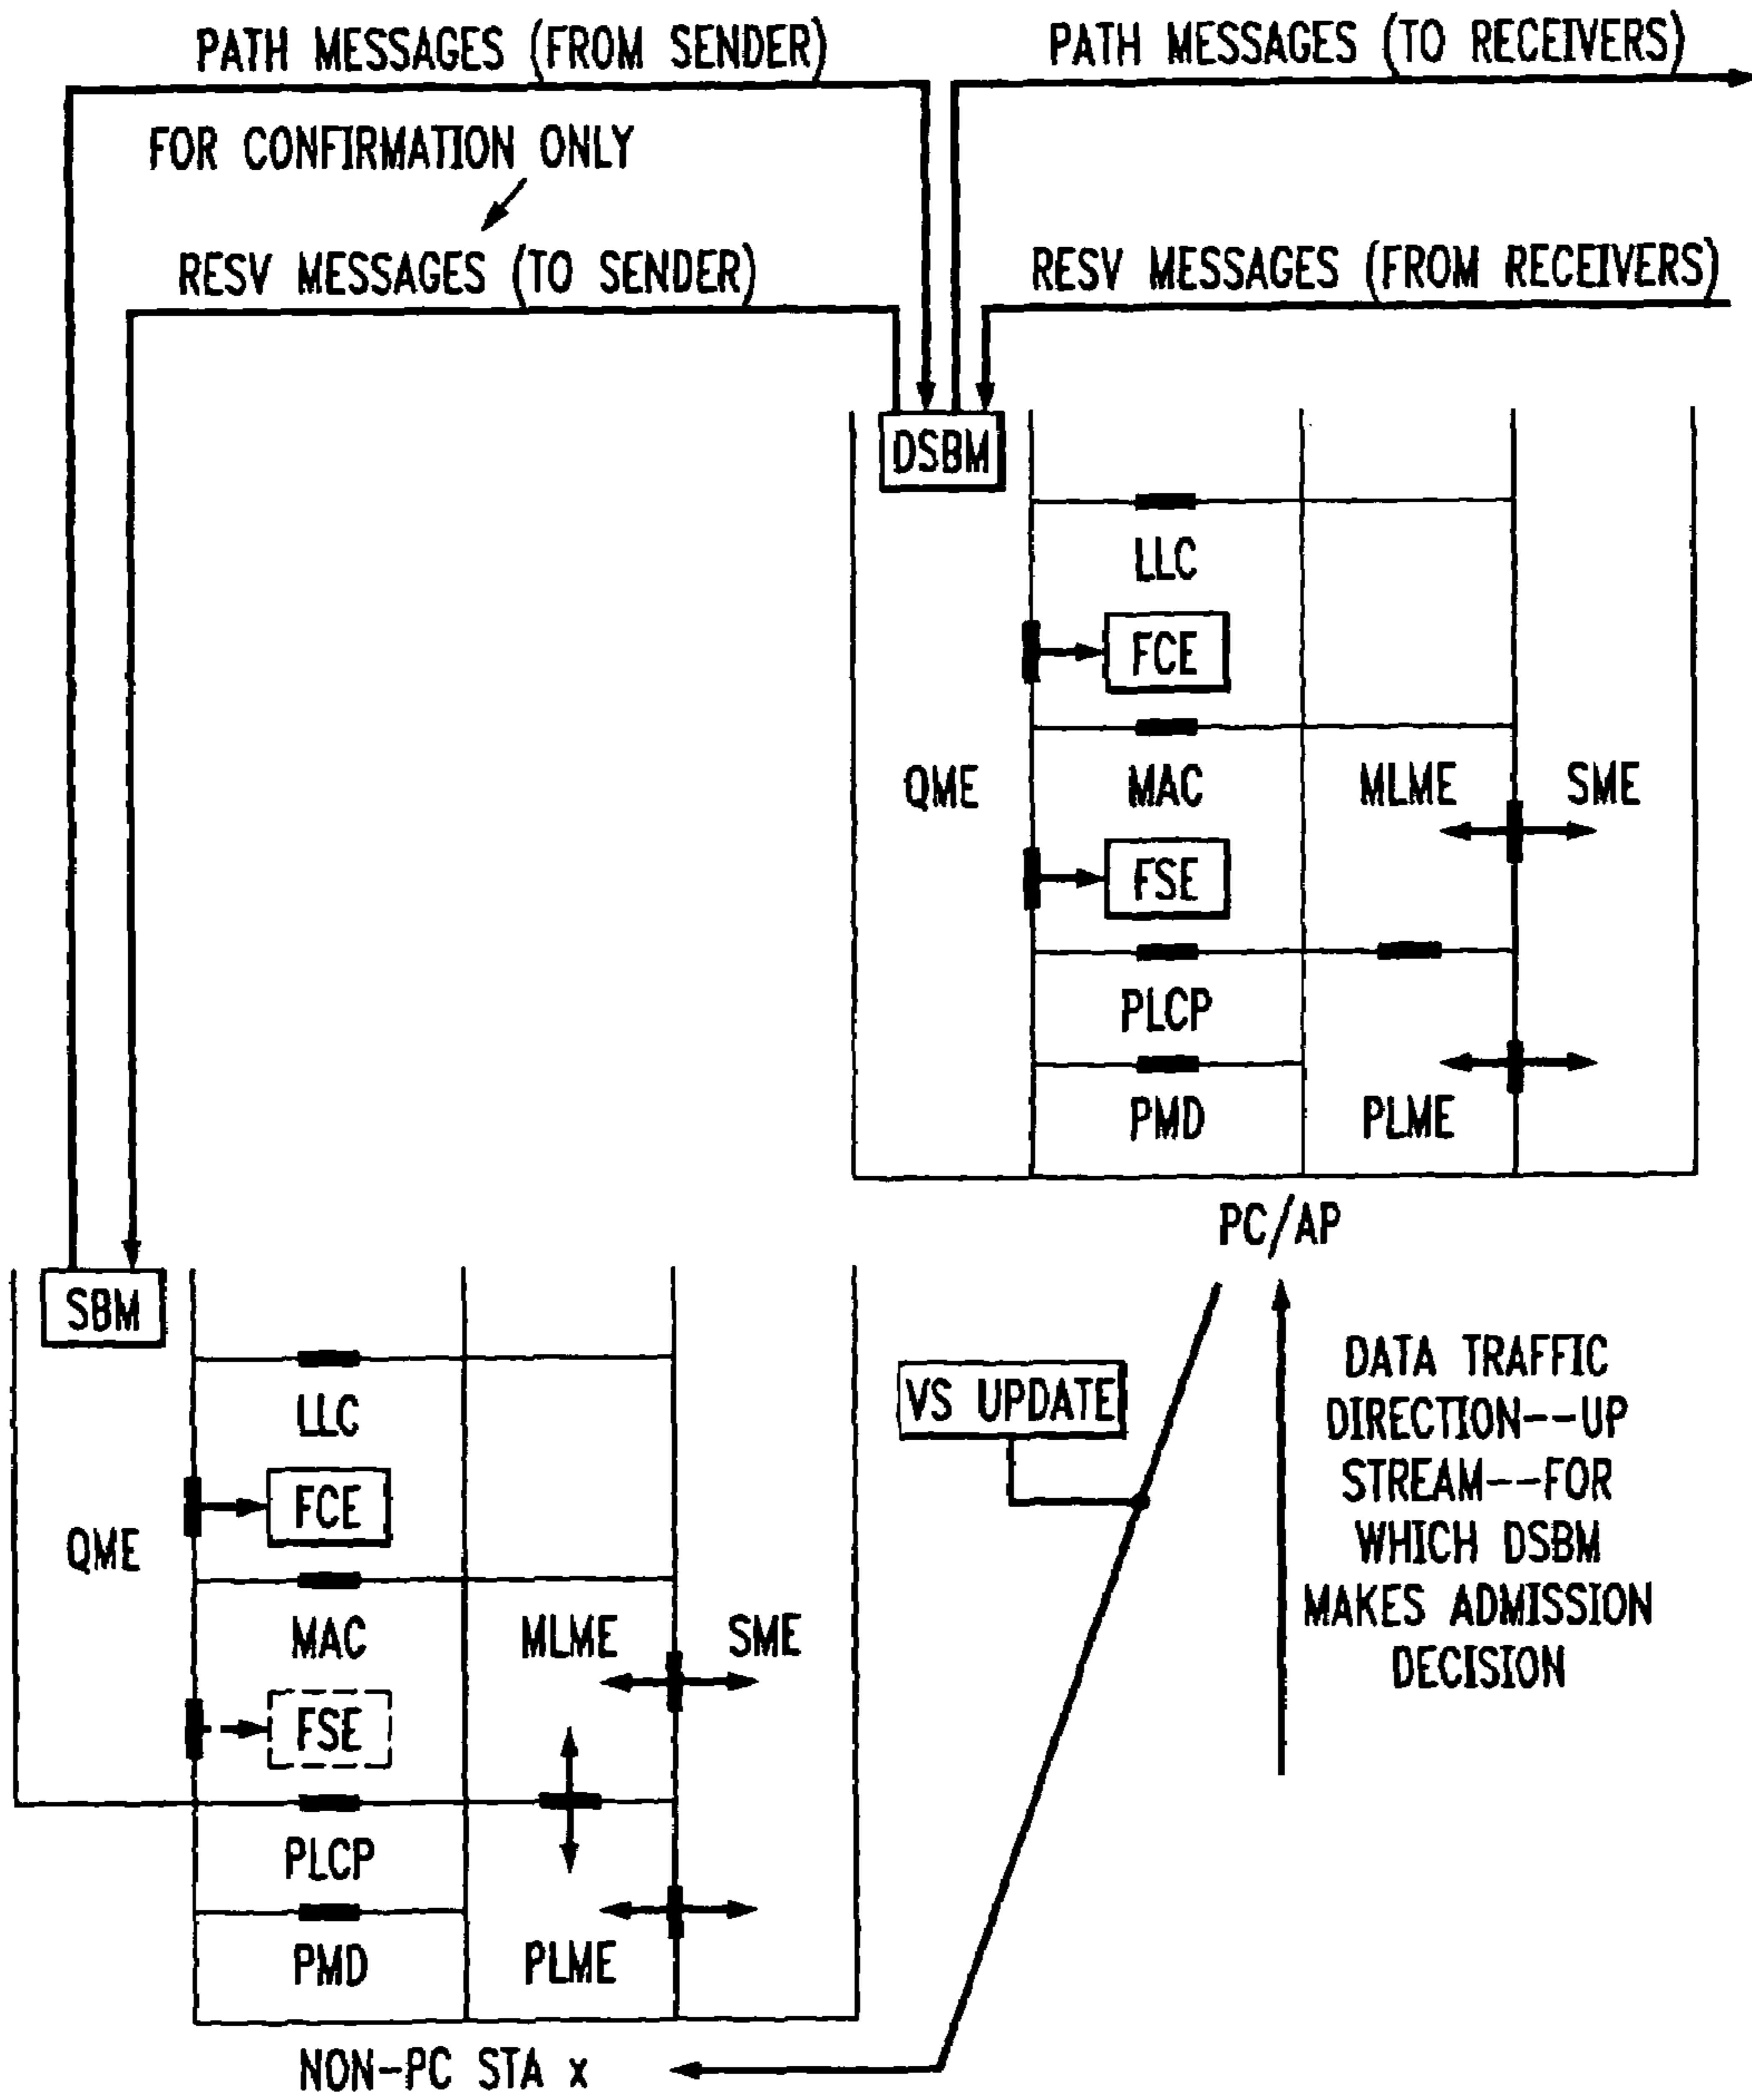 PATH MESSAGES (FROM SENDER)
PATH MESSAGES (TO RECEIVERS)
FOR CONFIRMATION ONLY
RESV MESSAGES (TO SENDER)
RESV MESSAGES (FROM RECEIVERS)
DSBM
LLC
FCE
QME
MAC
MLME
SME
FSE
PLCP
PMD
PLME
PC/AP
SBM
LLC
FCE
QME
MAC
MLME
SME
FSE
PLCP
PMD
PLME
NON-PC STA x
VS UPDATE
DATA TRAFFIC
DIRECTION--UP
STREAM--FOR
WHICH DSBM
MAKES ADMISSION
DECISION